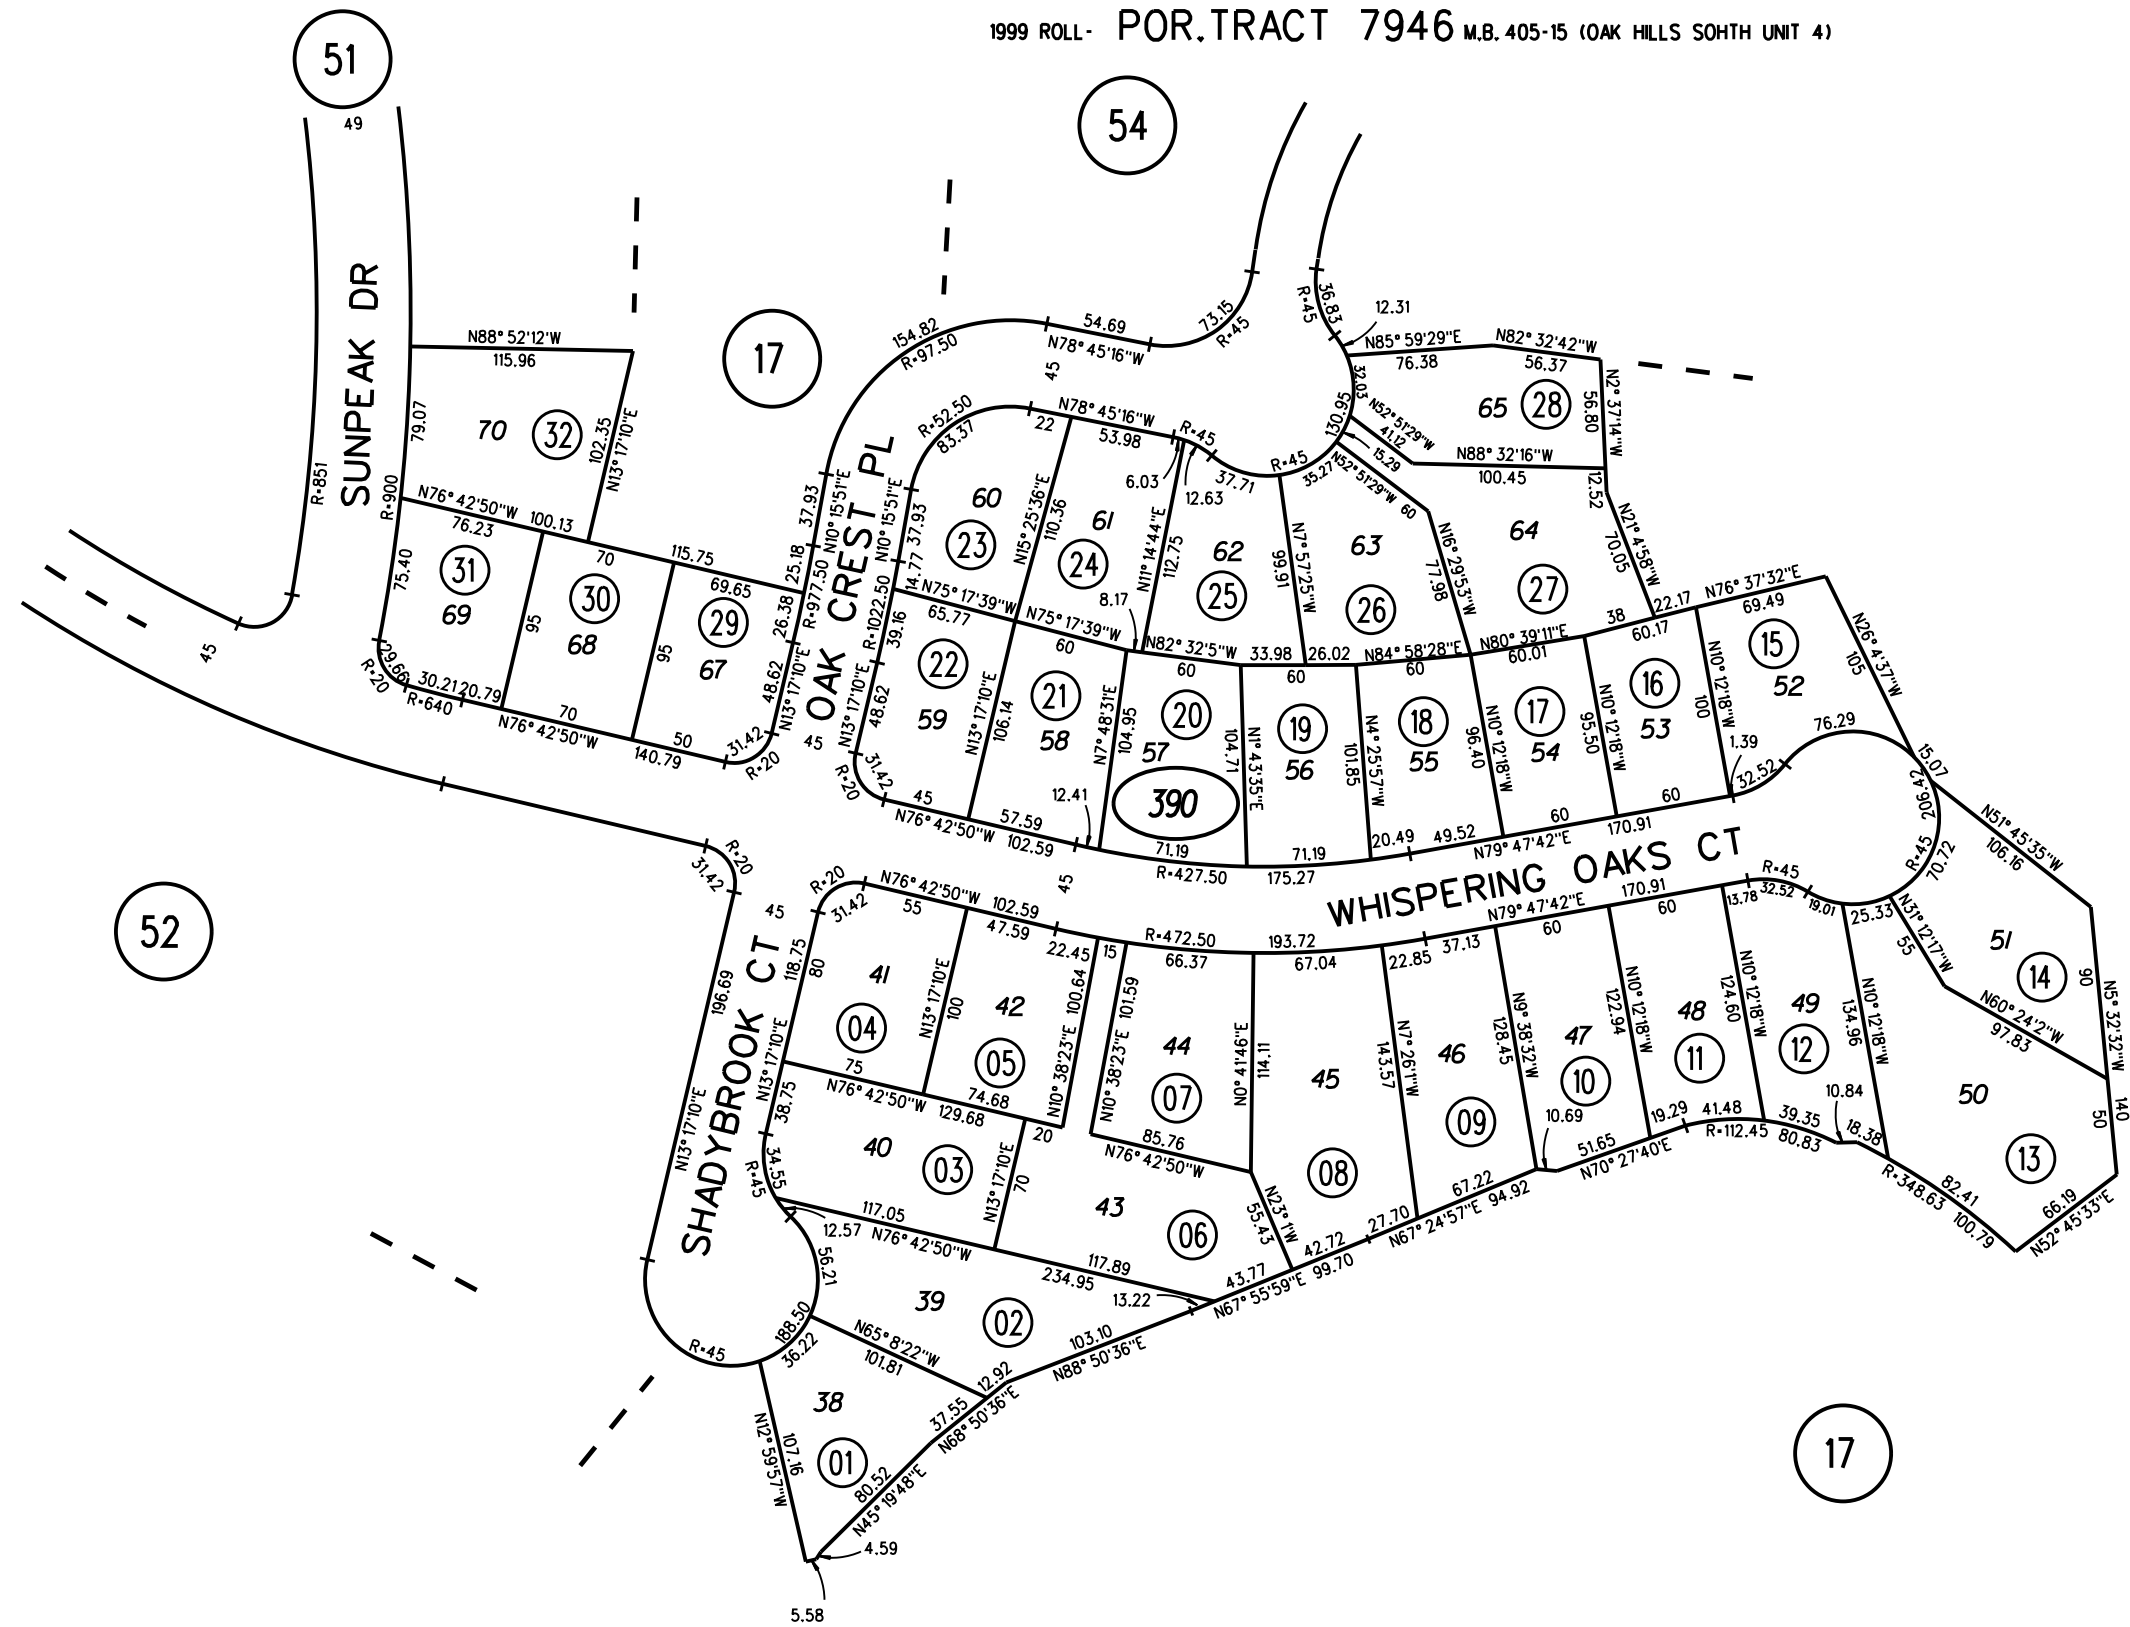 1999 ROLL- POR. TRACT 7946 M.B. 405-15 (OAK HILLS SOHTH UNIT 4)
51
49
54
17
52
17
390
SUNPEAK DR
R=851
R=900
79.07
N88°52'12'W
115.96
70
32
102.35
N13°17'10"E
N76°42'50"W
76.23
100.13
70
115.75
69.65
75.40
31
69
95
30
68
95
29
67
29.66
R=20
30.21
20.79
R=640
70
N76°42'50"W
50
140.79
31.42
R=20
45
OAK CREST PL
154.82
R=97.50
54.69
N78°45'16"W
45
73.15
R=45
37.93
N10°15'51"E
25.18
R=977.50
26.38
48.62
N13°17'10"E
45
R=52.50
83.37
22
N78°45'16"W
53.98
R=45
6.03
12.63
37.71
R=45
35.27
130.95
32.03
36.83
R=45
12.31
15.29
N10°15'51"E
37.93
14.77
R=1022.50
39.16
N13°17'10"E
48.62
R=20
31.42
60
23
N15°25'36"E
110.36
61
24
N11°14'44"E
112.75
62
25
N7°57'25"W
99.91
63
26
N52°51'29"W
60
N16°29'53"W
77.98
64
27
N52°51'29"W
41.12
N88°32'16"W
100.45
12.52
N21°4'58"W
70.05
65
28
N85°59'29"E
76.38
N82°32'42"W
56.37
56.80
N2°37'14"W
N75°17'39"W
65.77
N75°17'39"W
60
8.17
N82°32'5"W
60
33.98
26.02
60
N84°58'28"E
60
N80°39'11"E
60.01
38
60.17
22.17
N76°37'32"E
69.49
N26°4'37"W
105
22
59
N13°17'10"E
106.14
21
58
N7°48'31"E
104.95
20
57
104.71
N1°43'35"E
19
56
101.85
N4°25'57"W
18
55
96.40
N10°12'18"W
17
54
95.50
N10°12'18"W
16
53
100
N10°12'18"W
15
52
76.29
1.39
32.52
15.07
206.42
R=45
70.72
45
N76°42'50"W
57.59
102.59
12.41
71.19
R=427.50
71.19
175.27
20.49
49.52
N79°47'42"E
60
170.91
60
WHISPERING OAKS CT
45
R=20
31.42
45
196.69
N13°17'10"E
SHADYBROOK CT
R=20
31.42
N76°42'50"W
55
102.59
47.59
22.45
15
R=472.50
66.37
193.72
67.04
22.85
37.13
N79°47'42"E
60
170.91
60
13.78
R=45
32.52
19.01
25.33
118.75
80
N13°17'10"E
38.75
34.55
R=45
41
04
N13°17'10"E
100
42
05
100.64
N10°38'23"E
101.59
N10°38'23"E
44
07
N0°41'46"E
114.11
45
08
143.57
N7°26'1"W
46
09
N9°38'32"W
128.45
47
10
N10°12'18"W
122.94
48
11
N10°12'18"W
124.60
49
12
N10°12'18"W
134.96
51
14
N31°12'17"W
55
N51°45'35"W
106.16
90
N5°32'32"W
140
50
N60°24'2"W
97.83
50
13
75
N76°42'50"W
74.68
129.68
20
85.76
N76°42'50"W
40
03
N13°17'10"E
70
43
06
N23°1'W
55.43
12.57
117.05
N76°42'50"W
117.89
234.95
13.22
43.77
N67°55'59"E
42.72
99.70
27.70
N67°24'57"E
67.22
94.92
10.69
51.65
N70°27'40'E
19.29
41.48
R=112.45
39.35
80.83
10.84
18.38
R=348.63
82.41
100.79
66.19
N52°45'33"E
56.21
188.50
36.22
R=45
39
02
N65°8'22"W
101.81
103.10
N88°50'36"E
12.92
37.55
N68°50'36"E
38
01
N12°59'57"W
107.16
80.52
N45°19'48"E
4.59
5.58